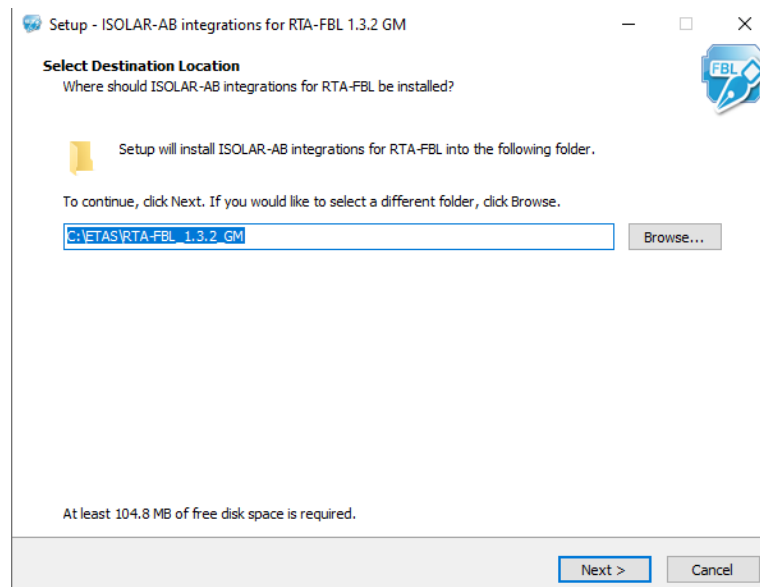 Setup - ISOLAR-AB integrations for RTA-FBL 1.3.2 GM
Select Destination Location
Where should ISOLAR-AB integrations for RTA-FBL be installed?
FBL
Setup will install ISOLAR-AB integrations for RTA-FBL into the following folder.
To continue, click Next. If you would like to select a different folder, click Browse.
C:\ETAS\RTA-FBL_1.3.2_GM
Browse...
At least 104.8 MB of free disk space is required.
Next >
Cancel